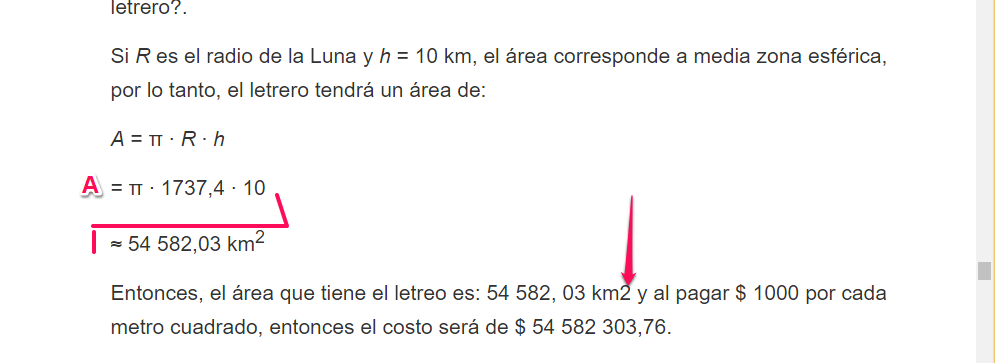 letrero?.
Si R es el radio de la Luna y h = 10 km, el área corresponde a media zona esférica,
por lo tanto, el letrero tendrá un área de:
A = π · R · h
A = π · 1737,4 · 10
≈ 54 582,03 km²
Entonces, el área que tiene el letreo es: 54 582, 03 km2 y al pagar $ 1000 por cada
metro cuadrado, entonces el costo será de $ 54 582 303,76.